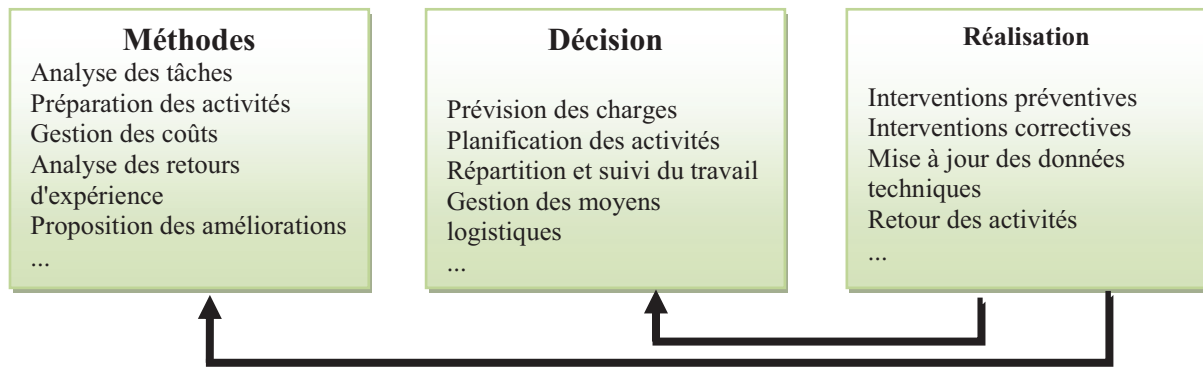 Méthodes
Analyse des tâches
Préparation des activités
Gestion des coûts
Analyse des retours
d'expérience
Proposition des améliorations
...
Décision
Prévision des charges
Planification des activités
Répartition et suivi du travail
Gestion des moyens
logistiques
...
Réalisation
Interventions préventives
Interventions correctives
Mise à jour des données
techniques
Retour des activités
...